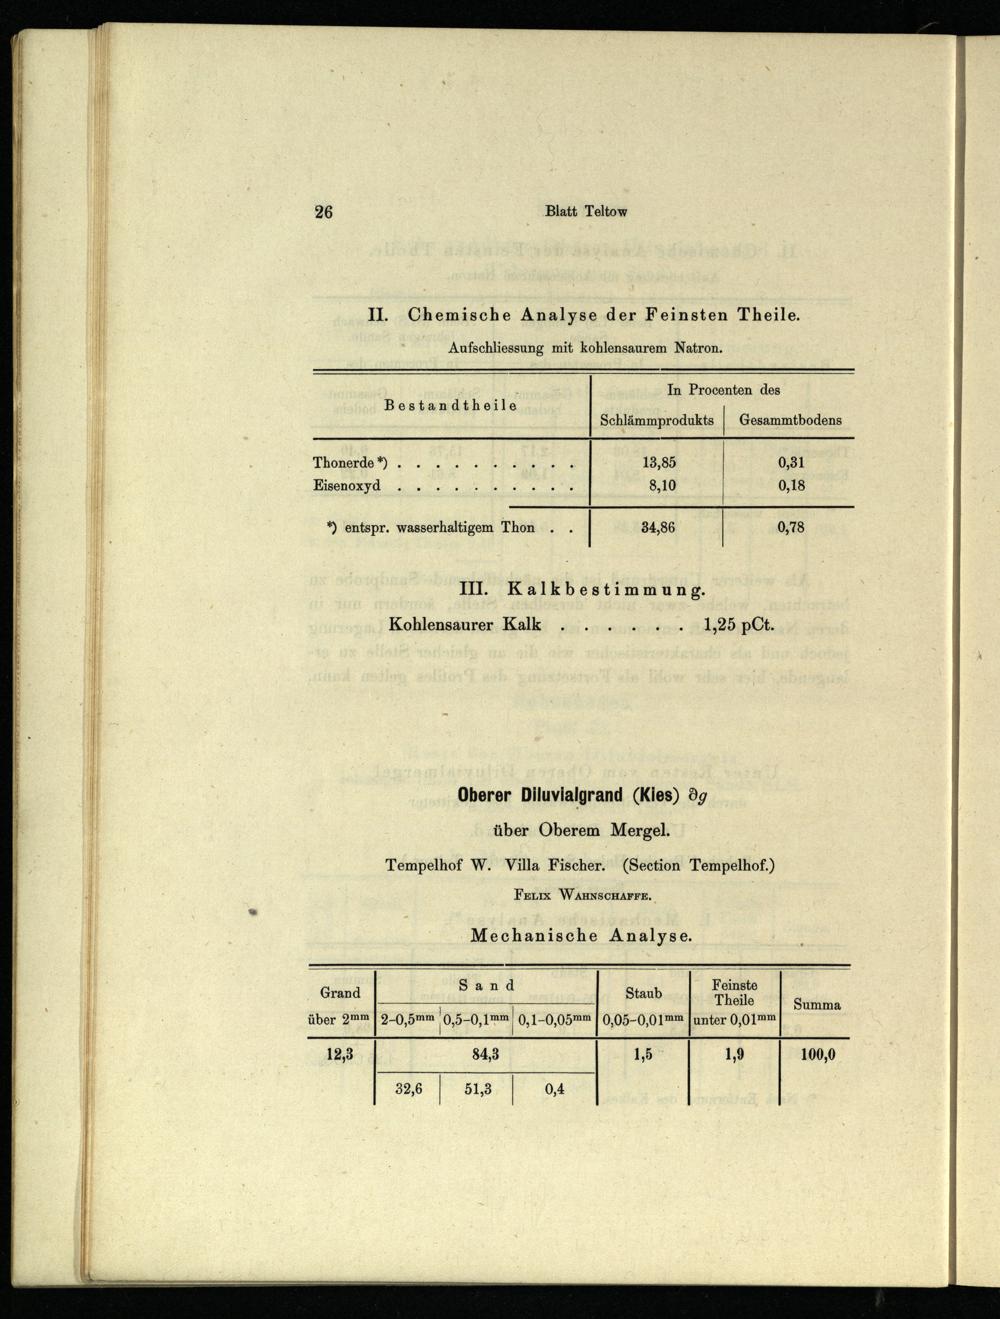 26 Blatt Teltow
II. Chemische Analyse der Feinsten Theile.
Aufschliessung mit kohlensaurem Natron.
Bestandtheile In Procenten des
Schlämmprodukts Gesammtbodens
Thonerde*) . . . . . . . . . . 13,85 0,31
Eisenoxyd . . . . . . . . . . 8,10 0,18
*) entspr. wasserhaltigem Thon . . 34,86 0,78
III. Kalkbestimmung.
Kohlensaurer Kalk . . . . . . 1,25 pCt.
Oberer Diluvialgrand (Kies) ∂g
über Oberem Mergel.
Tempelhof W. Villa Fischer. (Section Tempelhof.)
FELIX WAHNSCHAFFE.
Mechanische Analyse.
Grand Sand Staub Feinste Theile Summa
über 2mm 2-0,5mm 0,5-0,1mm 0,1-0,05mm 0,05-0,01mm unter 0,01mm
12,3 84,3 1,5 1,9 100,0
32,6 51,3 0,4